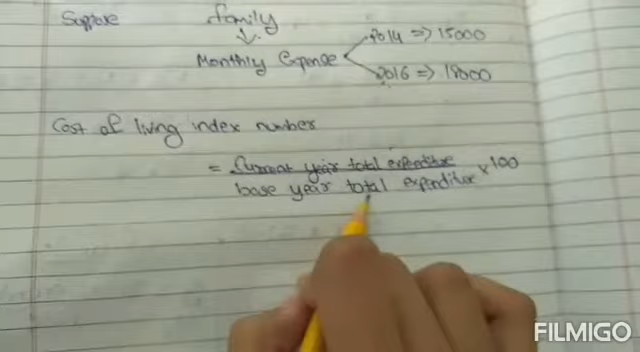 Suppose family
2014 => 15000
Monthly Expense
2016 => 18000
Cost of living index number
= Current year total expenditure × 100
base year total expenditure
FILMIGO